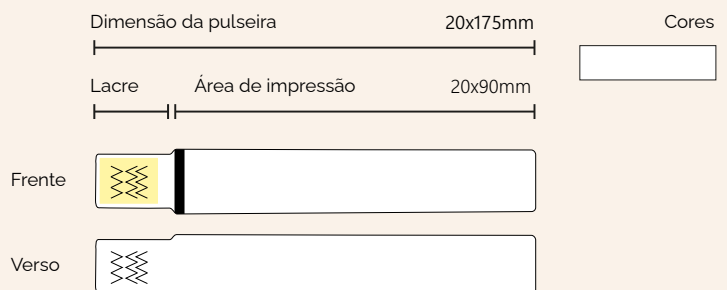 Dimensão da pulseira 20x175mm Cores
Lacre Área de impressão 20x90mm
Frente
Verso